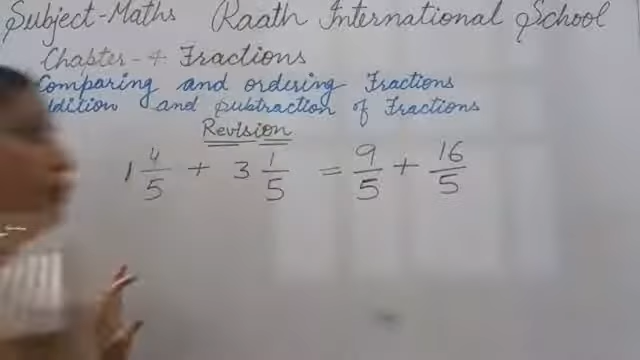 Subject-Maths Raath International School
Chapter-4 Fractions
Comparing and ordering Fractions
ddition and Subtraction of Fractions
Revision
1 4/5 + 3 1/5 = 9/5 + 16/5